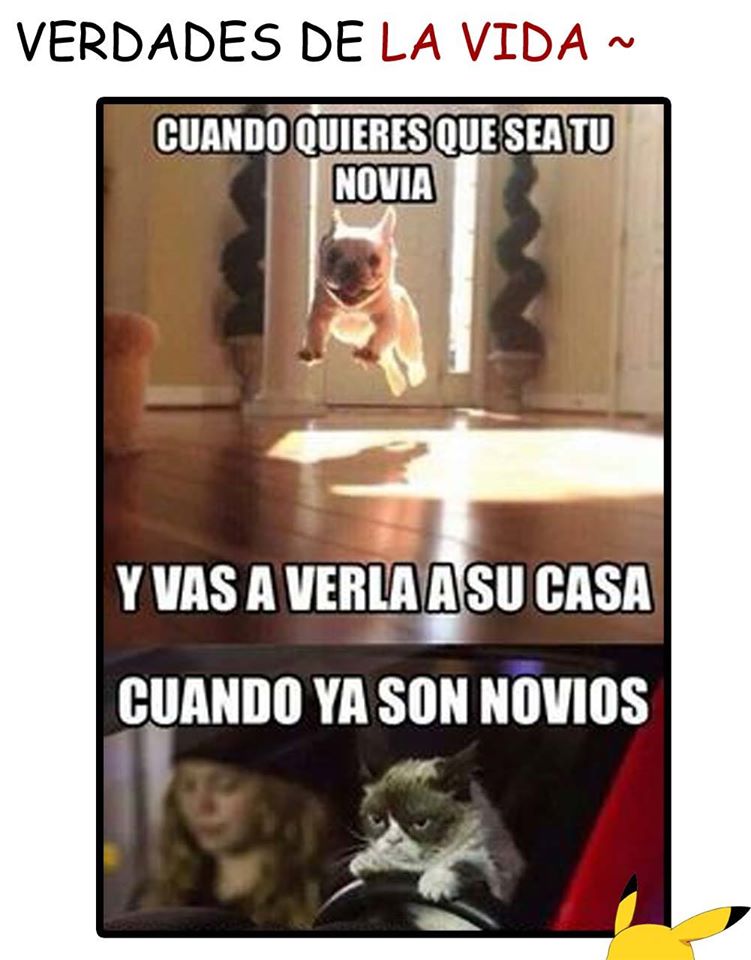 VERDADES DE LA VIDA ~
CUANDO QUIERES QUE SEA TU
NOVIA
Y VAS A VERLA A SU CASA
CUANDO YA SON NOVIOS